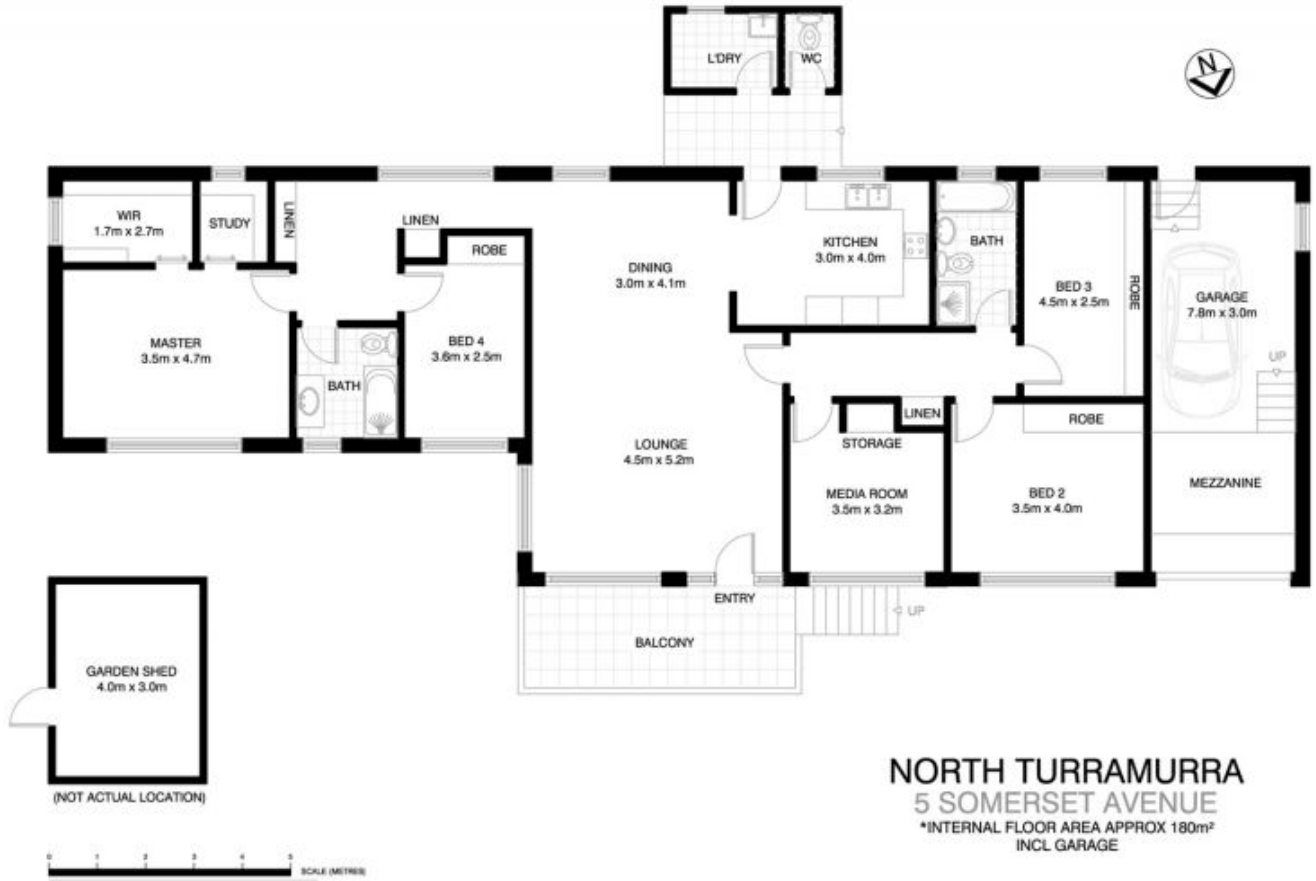 L'DRY
WC
N
WIR
1.7m x 2.7m
STUDY
LINEN
LINEN
ROBE
DINING
3.0m x 4.1m
KITCHEN
3.0m x 4.0m
BATH
BED 3
4.5m x 2.5m
ROBE
GARAGE
7.8m x 3.0m
UP
MASTER
3.5m x 4.7m
BATH
BED 4
3.6m x 2.5m
LOUNGE
4.5m x 5.2m
LINEN
STORAGE
MEDIA ROOM
3.5m x 3.2m
ROBE
BED 2
3.5m x 4.0m
MEZZANINE
ENTRY
UP
BALCONY
GARDEN SHED
4.0m x 3.0m
(NOT ACTUAL LOCATION)
NORTH TURRAMURRA
5 SOMERSET AVENUE
*INTERNAL FLOOR AREA APPROX 180m²
INCL GARAGE
0 1 2 3 4 5
SCALE (METRES)